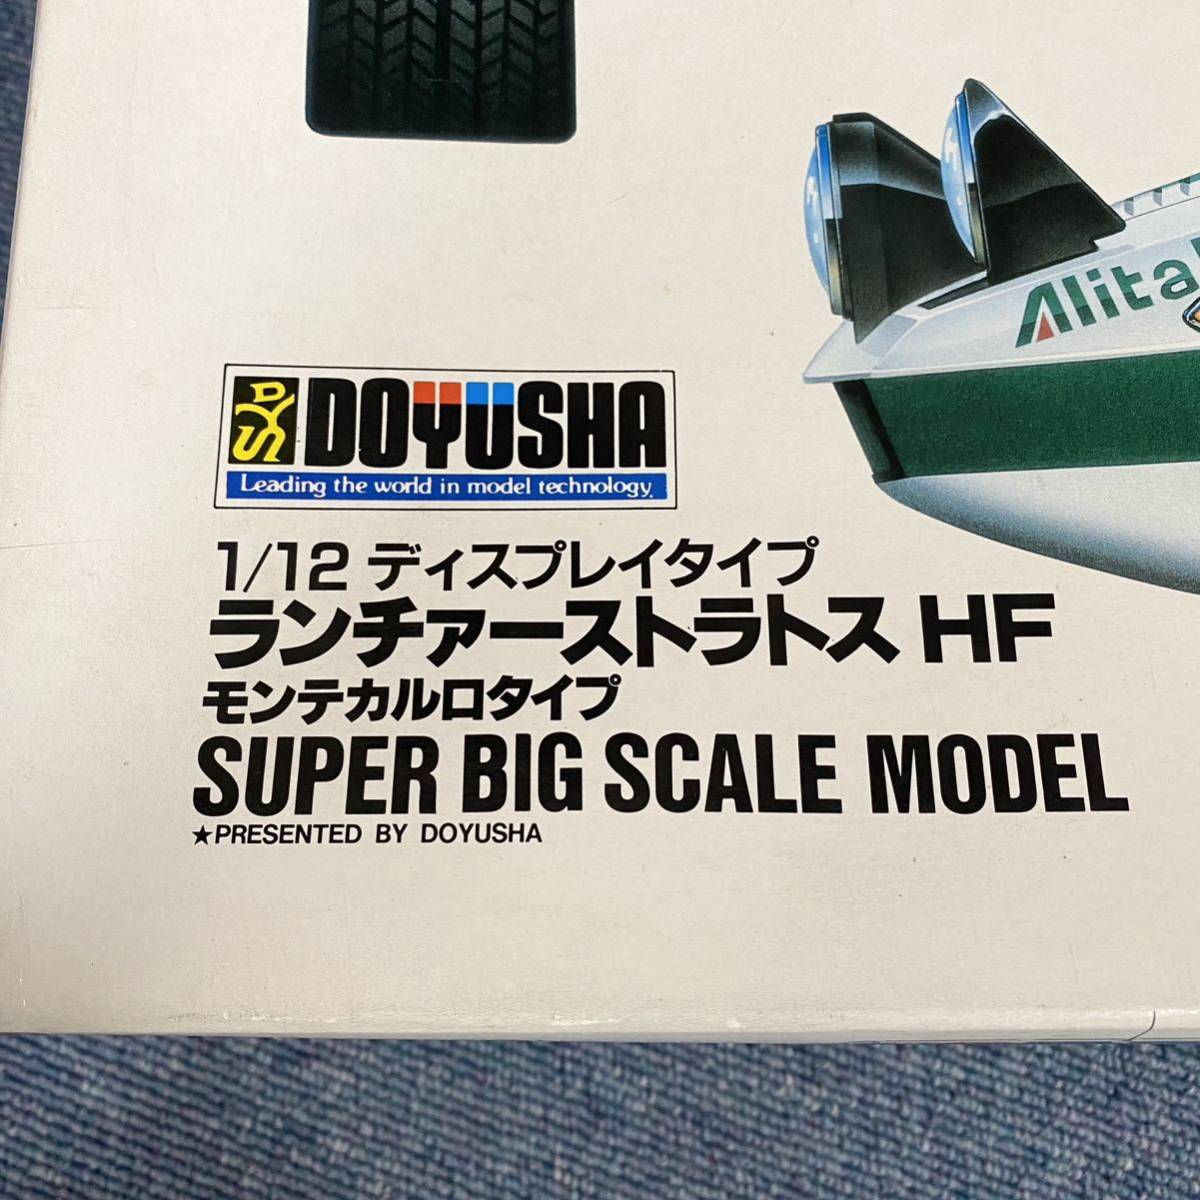 Alita
DYS DOYUSHA
Leading the world in model technology.
1/12 ディスプレイタイプ
ランチァーストラトス HF
モンテカルロタイプ
SUPER BIG SCALE MODEL
★PRESENTED BY DOYUSHA